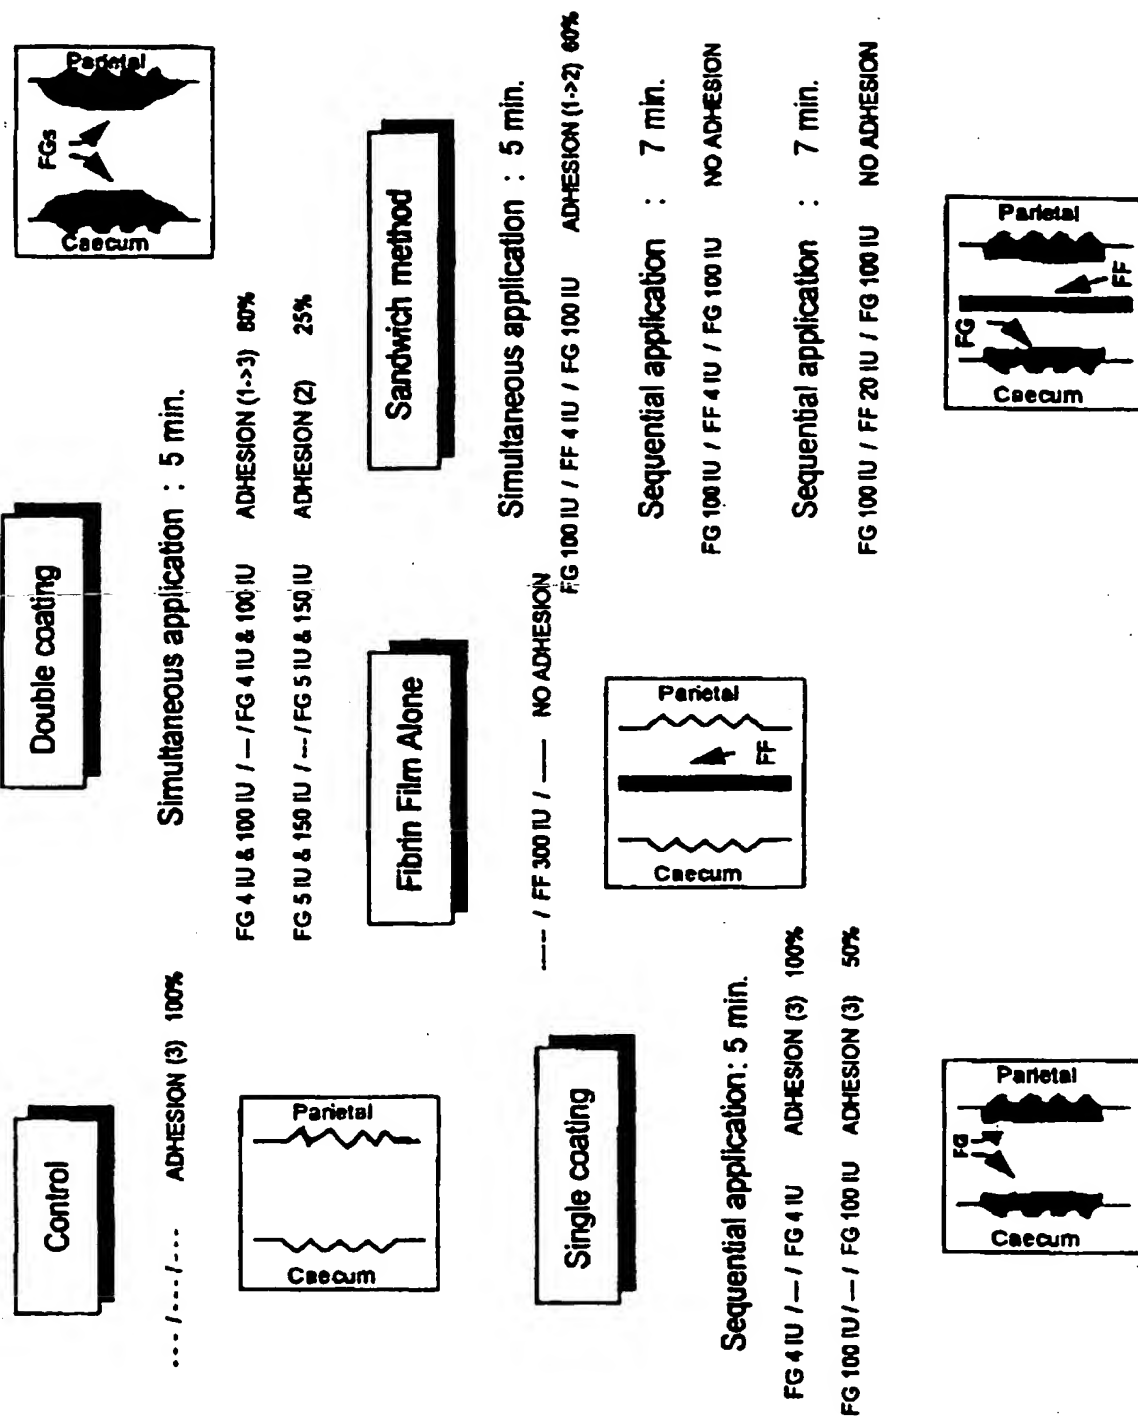 Control
--- / --- / --- ADHESION (3) 100%
Caecum
Parietal
Double coating
Simultaneous application : 5 min.
FG 4 IU & 100 IU / --- / FG 4 IU & 100 IU ADHESION (1->3) 80%
FG 5 IU & 150 IU / --- / FG 5 IU & 150 IU ADHESION (2) 25%
Caecum
FGs
Parietal
Single coating
Sequential application: 5 min.
FG 4 IU / --- / FG 4 IU ADHESION (3) 100%
FG 100 IU / --- / FG 100 IU ADHESION (3) 50%
Caecum
FG
Parietal
Fibrin Film Alone
---- / FF 300 IU / ---- NO ADHESION
Caecum
FF
Parietal
Sandwich method
Simultaneous application : 5 min.
FG 100 IU / FF 4 IU / FG 100 IU ADHESION (1->2) 60%
Sequential application : 7 min.
FG 100 IU / FF 4 IU / FG 100 IU NO ADHESION
Sequential application : 7 min.
FG 100 IU / FF 20 IU / FG 100 IU NO ADHESION
Caecum
FG
FF
Parietal